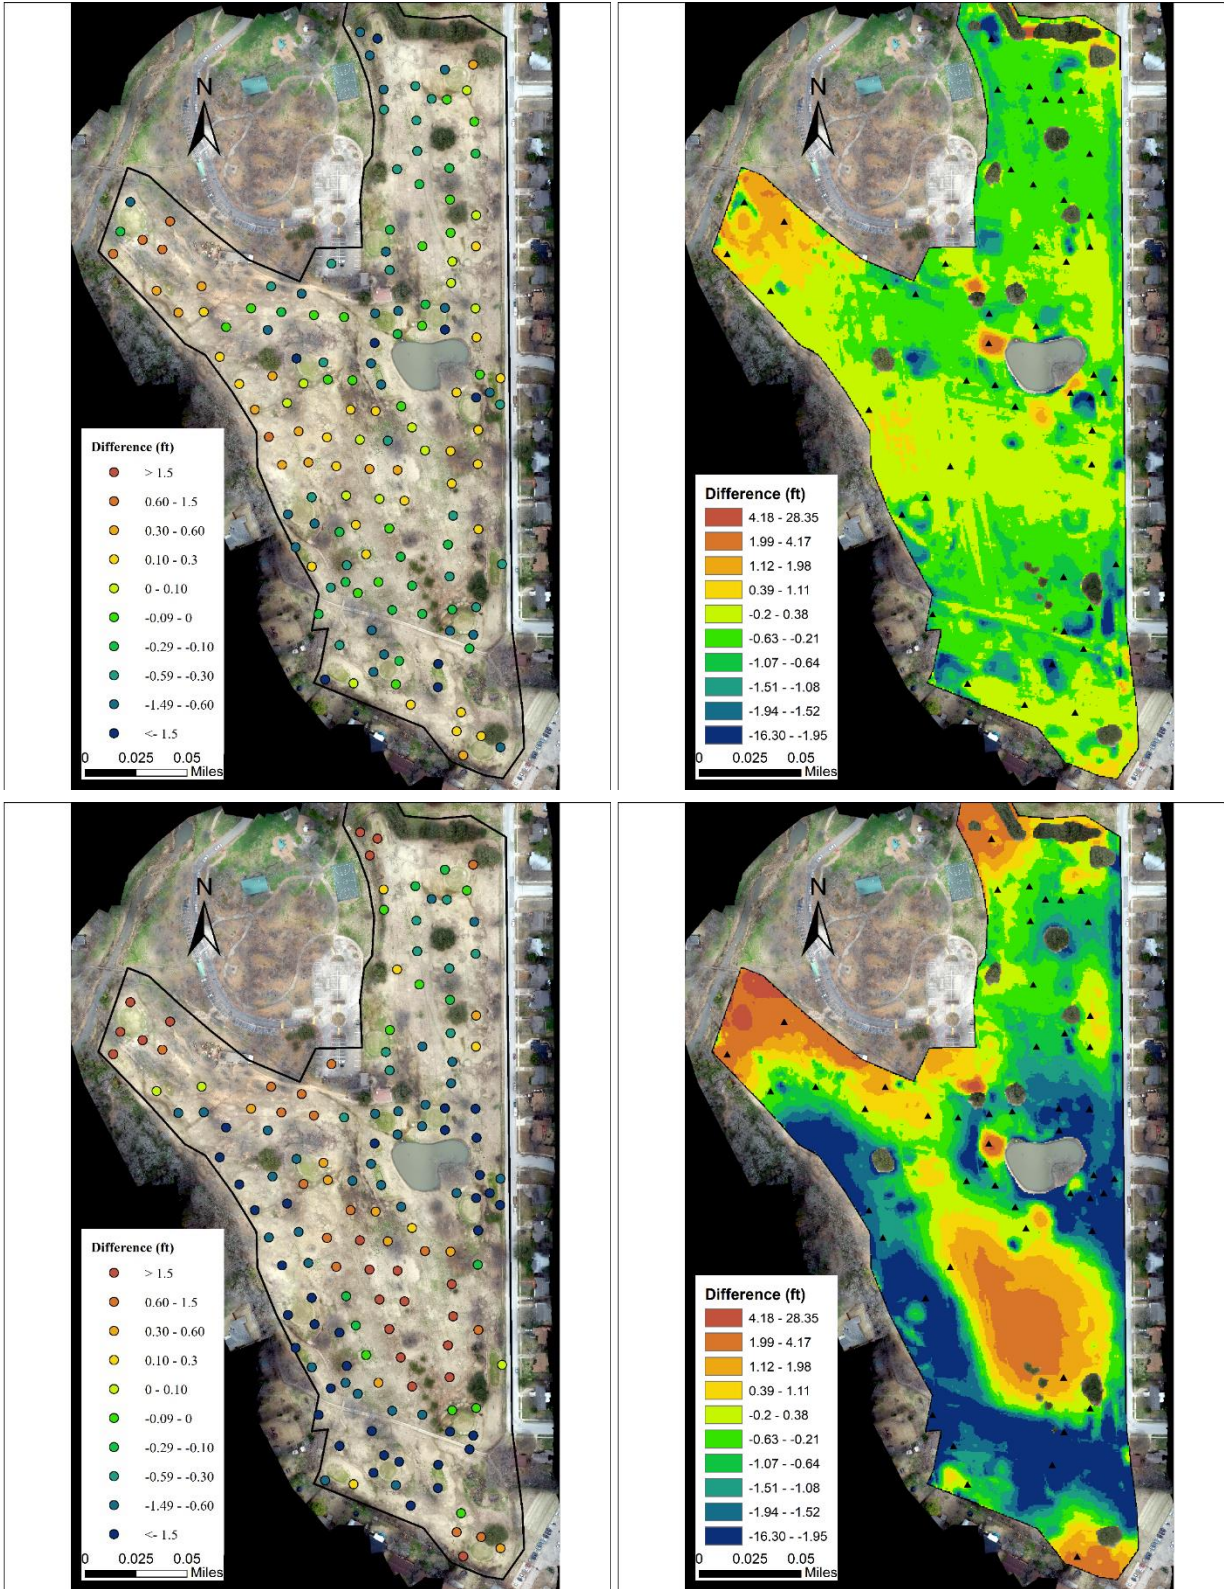 N
Difference (ft)
> 1.5
0.60 - 1.5
0.30 - 0.60
0.10 - 0.3
0 - 0.10
-0.09 - 0
-0.29 - -0.10
-0.59 - -0.30
-1.49 - -0.60
<- 1.5
0 0.025 0.05
Miles
N
Difference (ft)
4.18 - 28.35
1.99 - 4.17
1.12 - 1.98
0.39 - 1.11
-0.2 - 0.38
-0.63 - -0.21
-1.07 - -0.64
-1.51 - -1.08
-1.94 - -1.52
-16.30 - -1.95
0 0.025 0.05
Miles
N
Difference (ft)
> 1.5
0.60 - 1.5
0.30 - 0.60
0.10 - 0.3
0 - 0.10
-0.09 - 0
-0.29 - -0.10
-0.59 - -0.30
-1.49 - -0.60
<- 1.5
0 0.025 0.05
Miles
N
Difference (ft)
4.18 - 28.35
1.99 - 4.17
1.12 - 1.98
0.39 - 1.11
-0.2 - 0.38
-0.63 - -0.21
-1.07 - -0.64
-1.51 - -1.08
-1.94 - -1.52
-16.30 - -1.95
0 0.025 0.05
Miles